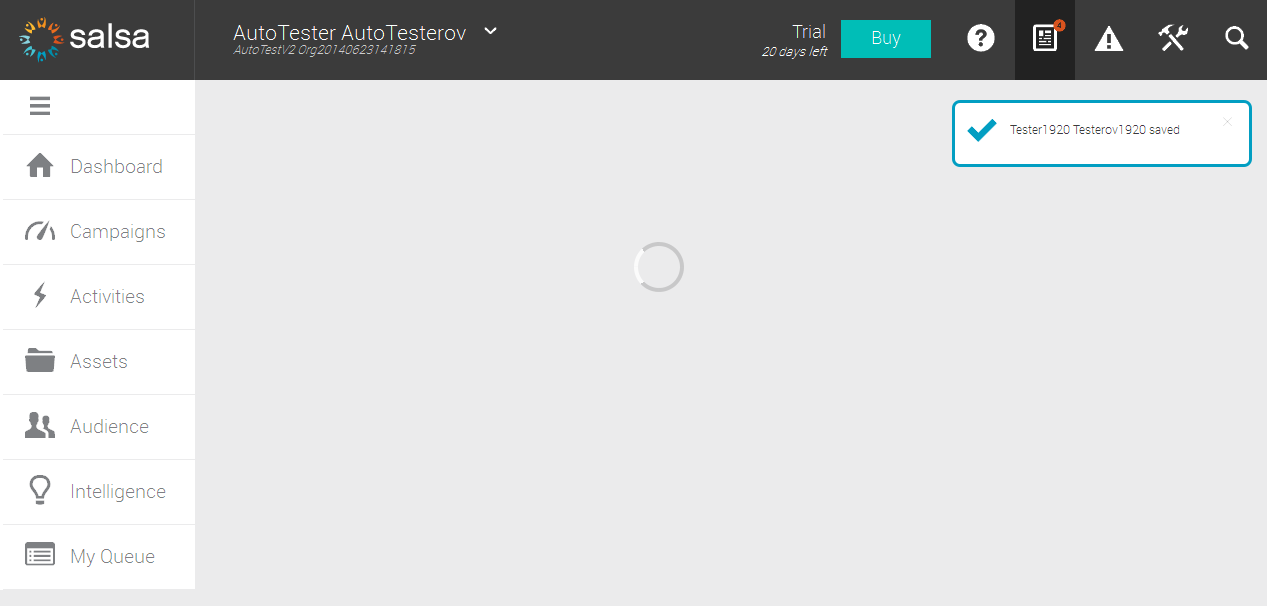 salsa
AutoTester AutoTesterov
AutoTestV2 Org20140623141815
Trial
20 days left
Buy
?
4
Tester1920 Testerov1920 saved
Dashboard
Campaigns
Activities
Assets
Audience
Intelligence
My Queue